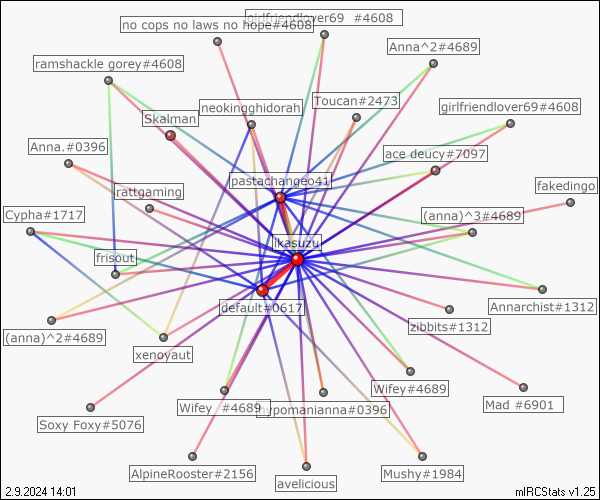 no cops no laws no hope#4608
girlfriendlover69 #4608
Anna^2#4689
ramshackle gorey#4608
Toucan#2473
neokingghidorah
girlfriendlover69#4608
Skalman
Anna.#0396
ace deucy#7097
pastachangeo41
irattgaming
fakedingo
Cypha#1717
(anna)^3#4689
likasuzu
frisout
default#0617
Annarchist#1312
zibbits#1312
(anna)^2#4689
xenoyaut
Wifey#4689
Wifey #4689
hypomanianna#0396
Mad #6901
Soxy Foxy#5076
AlpineRooster#2156
avelicious
Mushy#1984
2.9.2024 14:01
mIRCStats v1.25